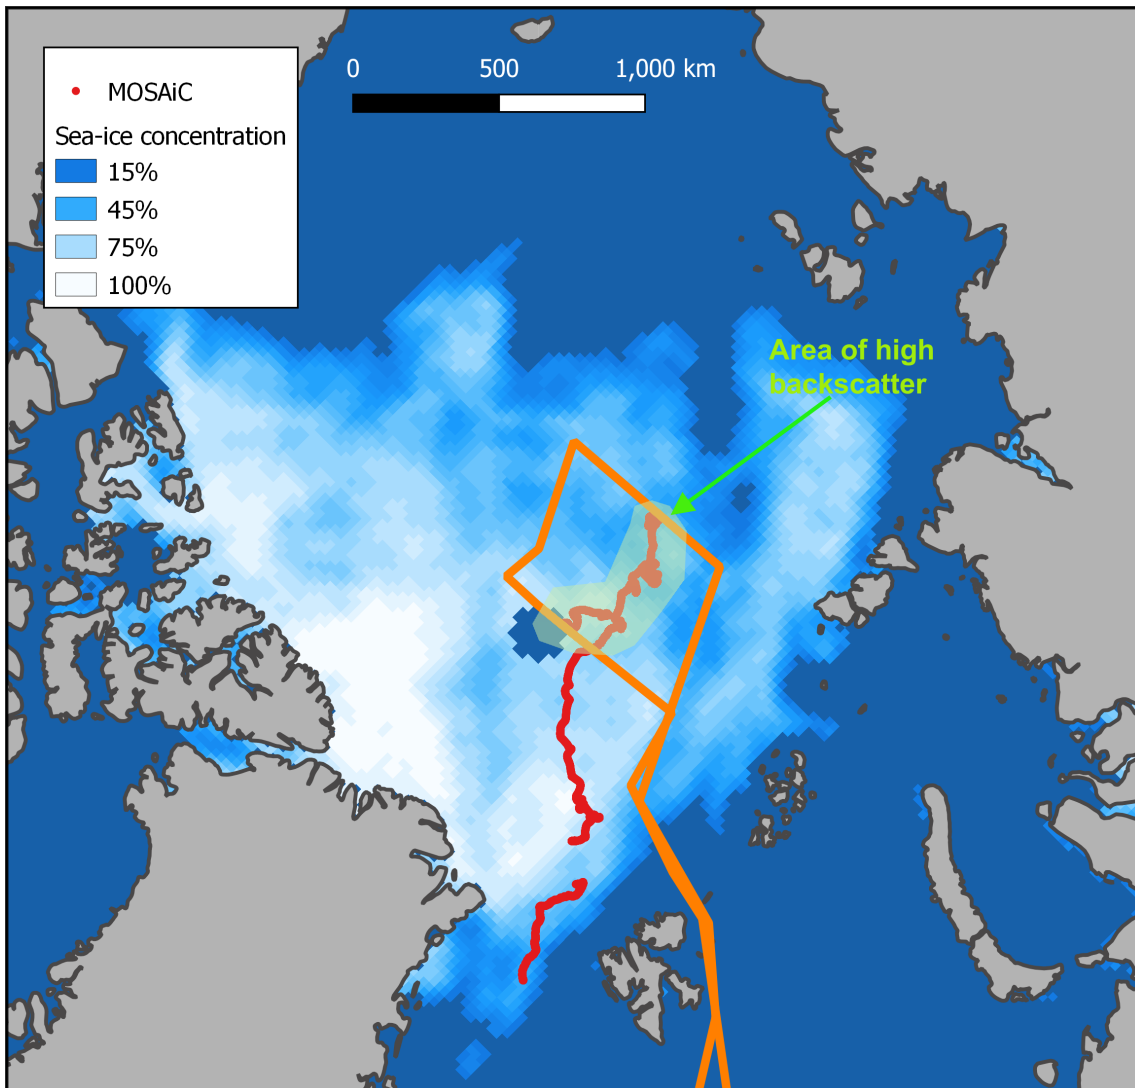 0 500 1,000 km
MOSAiC
Sea-ice concentration
15%
45%
75%
100%
Area of high
backscatter